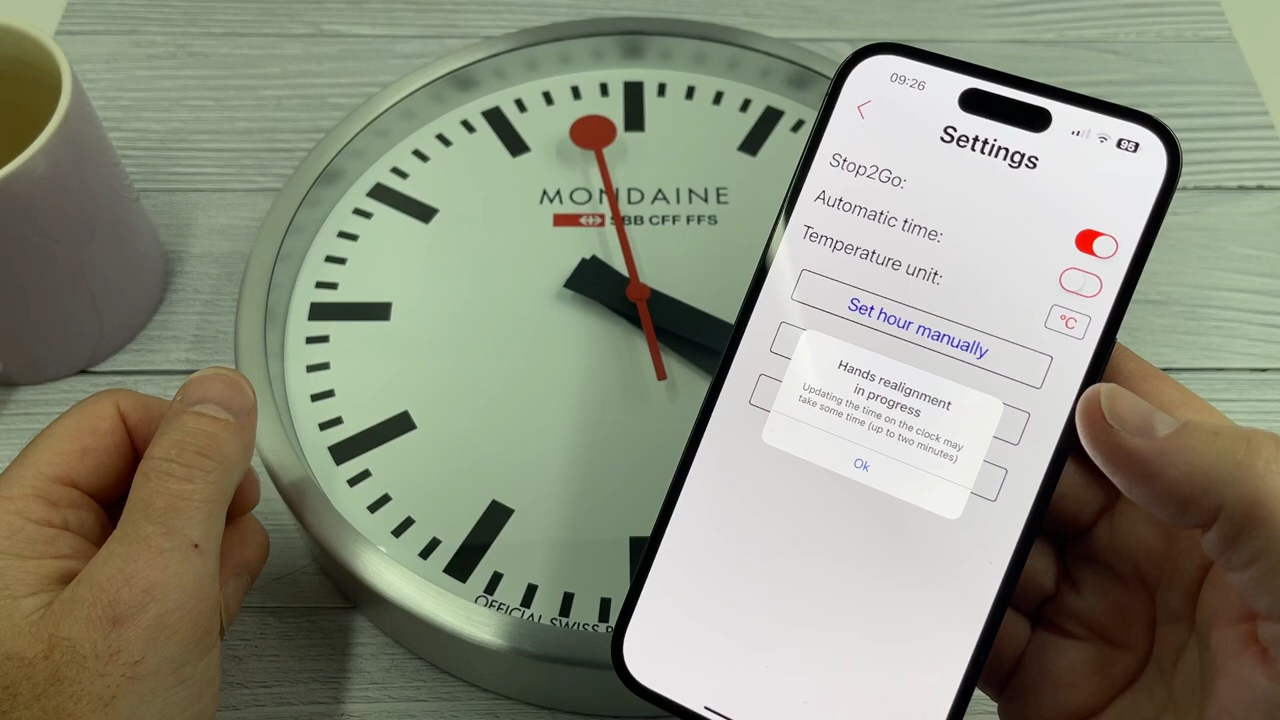 MONDAINE
SBB CFF FFS
OFFICIAL SWISS
09:26
95
Settings
Stop2Go:
Automatic time:
Temperature unit:
°C
Set hour manually
Hands realignment
in progress
Updating the time on the clock may
take some time (up to two minutes)
Ok